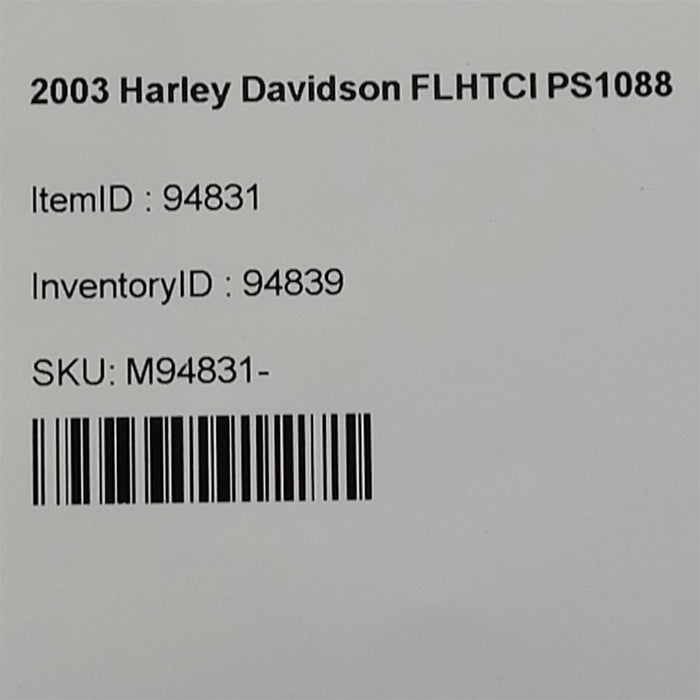 2003 Harley Davidson FLHTCI PS1088
ItemID : 94831
InventoryID : 94839
SKU: M94831-